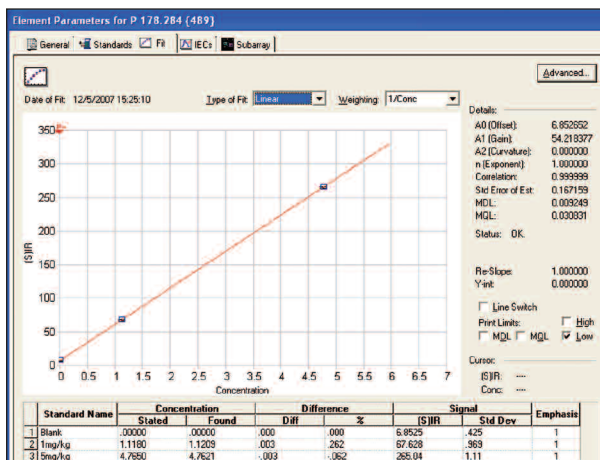 Element Parameters for P 178.284 {489}
General Standards Fit IECs Subarray
Advanced...
Date of Fit: 12/5/2007 15:25:10 Type of Fit: Linear Weighting: 1/Conc
Details:
A0 (Offset): 6.852652
A1 (Gain): 54.218377
A2 (Curvature): 0.000000
n (Exponent): 1.000000
Correlation: 0.999999
Std Error of Est: 0.167159
MDL: 0.009249
MQL: 0.030831
Status: OK.
Re-Slope: 1.000000
Y-int: 0.000000
Line Switch
Print Limits: High
MDL MQL Low
Cursor:
(S)IR: ----
Conc: ----
350
300
250
200
150
100
50
0
(S)IR
0 0.5 1 1.5 2 2.5 3 3.5 4 4.5 5 5.5 6 6.5 7
Concentration
Standard Name Concentration Difference Signal Emphasis
Stated Found Diff % (S)IR Std Dev
1 Blank .00000 .00000 .000 .000 6.8525 .425 1
2 1mg/kg 1.1180 1.1209 .003 .262 67.628 .969 1
3 5mg/kg 4.7650 4.7621 -.003 -.062 265.04 1.11 1